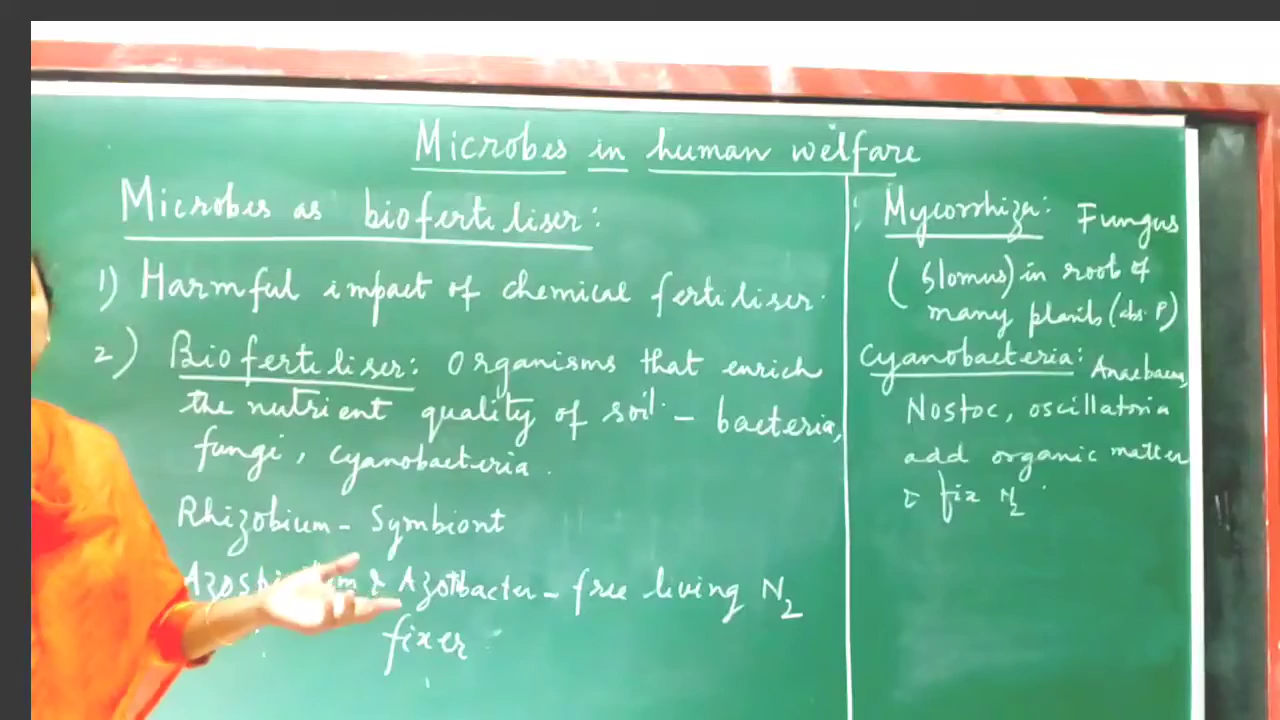 Microbes in human welfare
Microbes as biofertiliser:
1) Harmful impact of chemical fertiliser.
2) Biofertiliser: Organisms that enrich
the nutrient quality of soil - bacteria,
fungi, cyanobacteria.
Rhizobium - Symbiont
& Azotobacter - free living N2
fixer
Mycorrhiza: Fungus
(Glomus) in root of
many plants (abs. P)
Cyanobacteria: Anaebaena,
Nostoc, oscillatoria
add organic matter
& fix N2